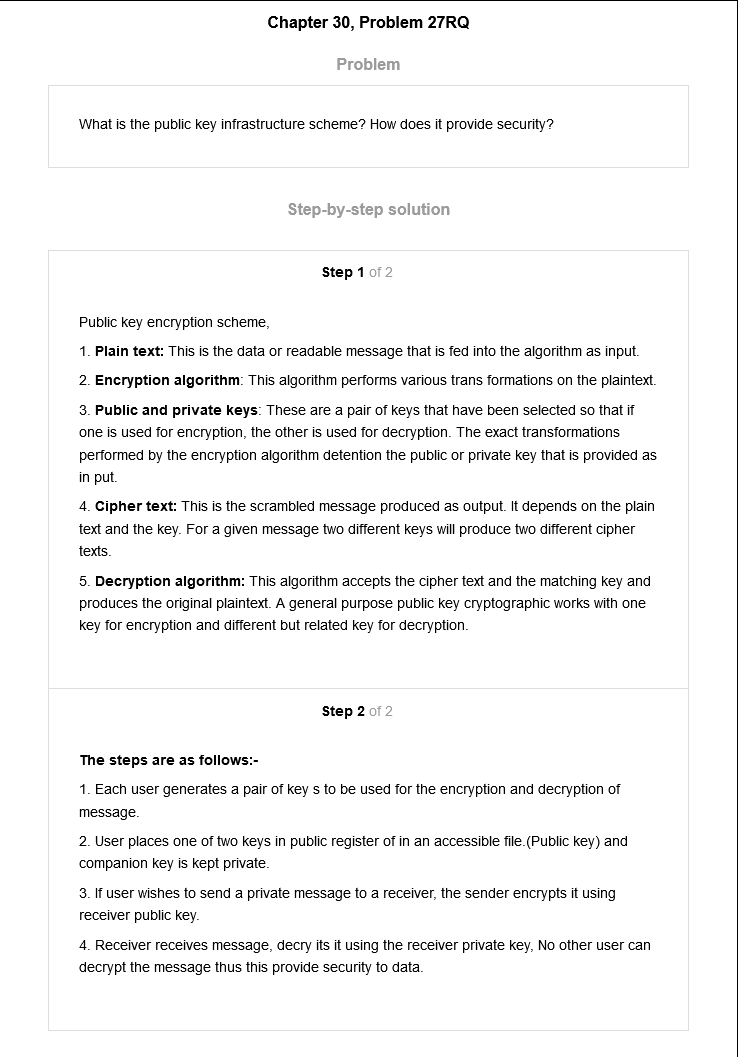 Chapter 30, Problem 27RQ
Problem
What is the public key infrastructure scheme? How does it provide security?
Step-by-step solution
Step 1 of 2
Public key encryption scheme,
1. Plain text: This is the data or readable message that is fed into the algorithm as input.
2. Encryption algorithm: This algorithm performs various trans formations on the plaintext.
3. Public and private keys: These are a pair of keys that have been selected so that if
one is used for encryption, the other is used for decryption. The exact transformations
performed by the encryption algorithm detention the public or private key that is provided as
in put.
4. Cipher text: This is the scrambled message produced as output. It depends on the plain
text and the key. For a given message two different keys will produce two different cipher
texts.
5. Decryption algorithm: This algorithm accepts the cipher text and the matching key and
produces the original plaintext. A general purpose public key cryptographic works with one
key for encryption and different but related key for decryption.
Step 2 of 2
The steps are as follows:-
1. Each user generates a pair of key s to be used for the encryption and decryption of
message.
2. User places one of two keys in public register of in an accessible file.(Public key) and
companion key is kept private.
3. If user wishes to send a private message to a receiver, the sender encrypts it using
receiver public key.
4. Receiver receives message, decry its it using the receiver private key, No other user can
decrypt the message thus this provide security to data.